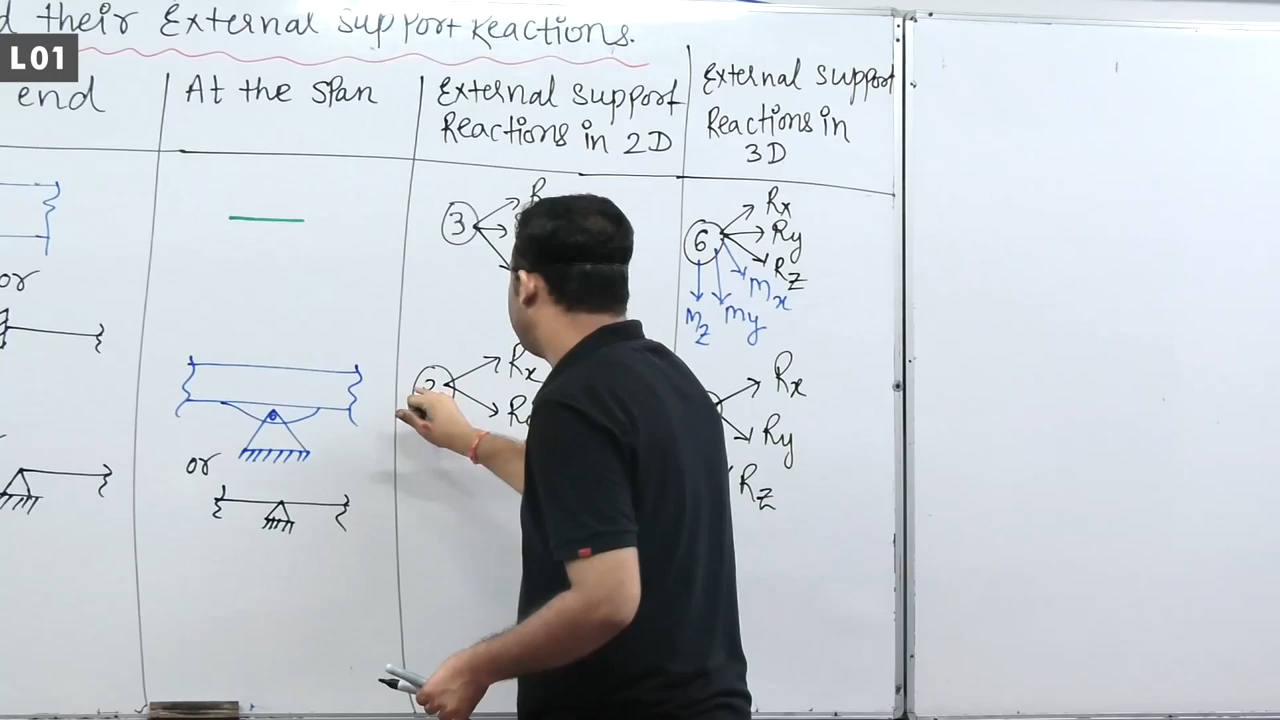 their External Support Reactions.
L01
end
At the span
External support
Reactions in 2D
External support
Reactions in
3D
3
R
6
Rx
Ry
Rz
Mx
My
Mz
or
Rx
Rx
Ry
or
Rz